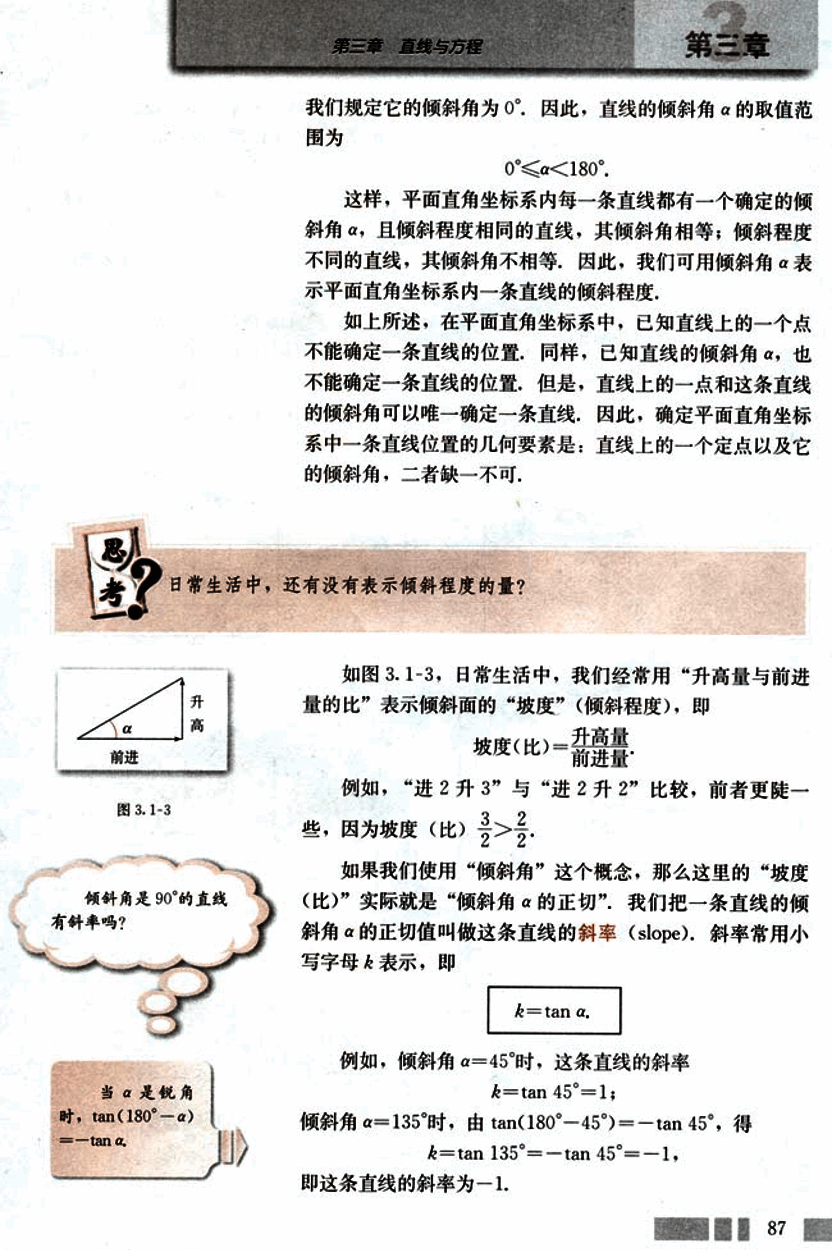 第三章 直线与方程
第三章
我们规定它的倾斜角为0°. 因此，直线的倾斜角α的取值范
围为
0°≤α<180°.
这样，平面直角坐标系内每一条直线都有一个确定的倾
斜角α，且倾斜程度相同的直线，其倾斜角相等；倾斜程度
不同的直线，其倾斜角不相等. 因此，我们可用倾斜角α表
示平面直角坐标系内一条直线的倾斜程度.
如上所述，在平面直角坐标系中，已知直线上的一个点
不能确定一条直线的位置. 同样，已知直线的倾斜角α，也
不能确定一条直线的位置. 但是，直线上的一点和这条直线
的倾斜角可以唯一确定一条直线. 因此，确定平面直角坐标
系中一条直线位置的几何要素是：直线上的一个定点以及它
的倾斜角，二者缺一不可.
思考?
日常生活中，还有没有表示倾斜程度的量?
如图3.1-3，日常生活中，我们经常用“升高量与前进
量的比”表示倾斜面的“坡度”(倾斜程度)，即
坡度(比)=升高量/前进量.
例如，“进2升3”与“进2升2”比较，前者更陡一
些，因为坡度（比）3/2>2/2.
如果我们使用“倾斜角”这个概念，那么这里的“坡度
(比)”实际就是“倾斜角α的正切”. 我们把一条直线的倾
斜角α的正切值叫做这条直线的斜率（slope). 斜率常用小
写字母k表示，即
k=tan α.
例如，倾斜角α=45°时，这条直线的斜率
k=tan 45°=1;
倾斜角α=135°时，由tan(180°-45°)=-tan 45°，得
k=tan 135°=-tan 45°=-1，
即这条直线的斜率为-1.
α
升
高
前进
图3.1-3
倾斜角是90°的直线
有斜率吗?
当α是锐角
时，tan(180°-α)
=-tan α.
87